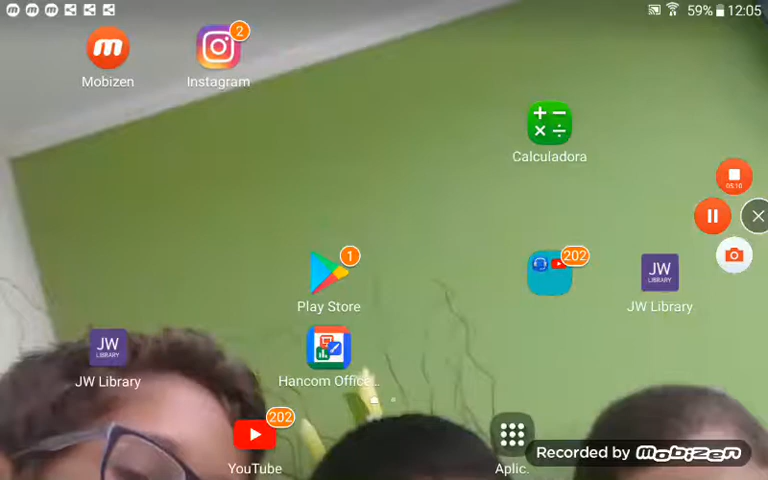 59% 12:05
m
Mobizen
2
Instagram
Calculadora
05:10
1
Play Store
202
JW
LIBRARY
JW Library
JW
LIBRARY
JW Library
Hancom Office...
202
YouTube
Aplic.
Recorded by mobizen